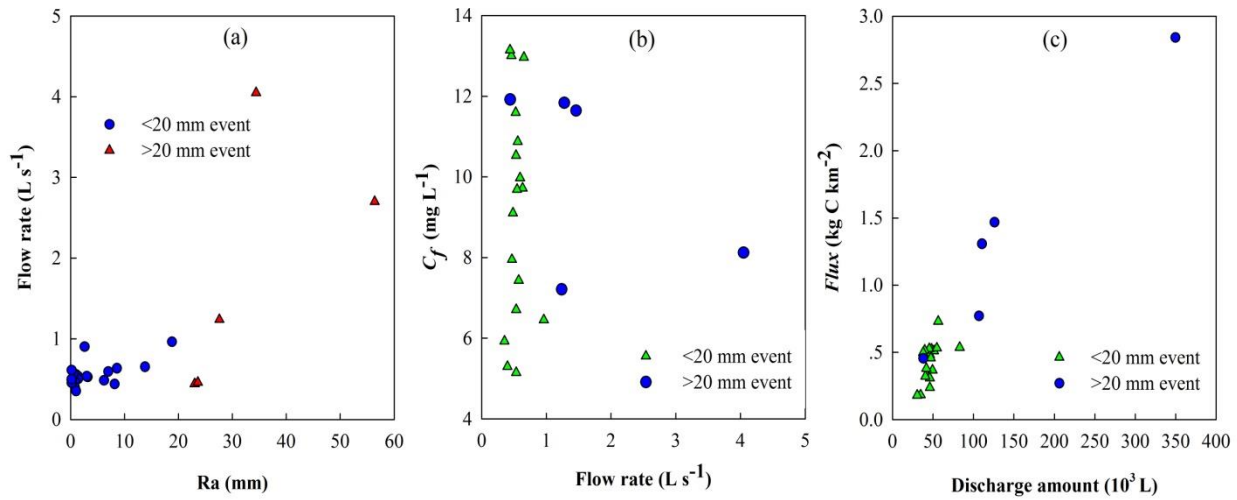 (a)
5
4
3
2
1
0
Flow rate (L s-1)
<20 mm event
>20 mm event
0 10 20 30 40 50 60
Ra (mm)
(b)
14
12
10
8
6
4
Cf (mg L-1)
<20 mm event
>20 mm event
0 1 2 3 4 5
Flow rate (L s-1)
(c)
3.0
2.5
2.0
1.5
1.0
.5
0.0
Flux (kg C km-2)
<20 mm event
>20 mm event
0 50 100 150 200 250 300 350 400
Discharge amount (103 L)